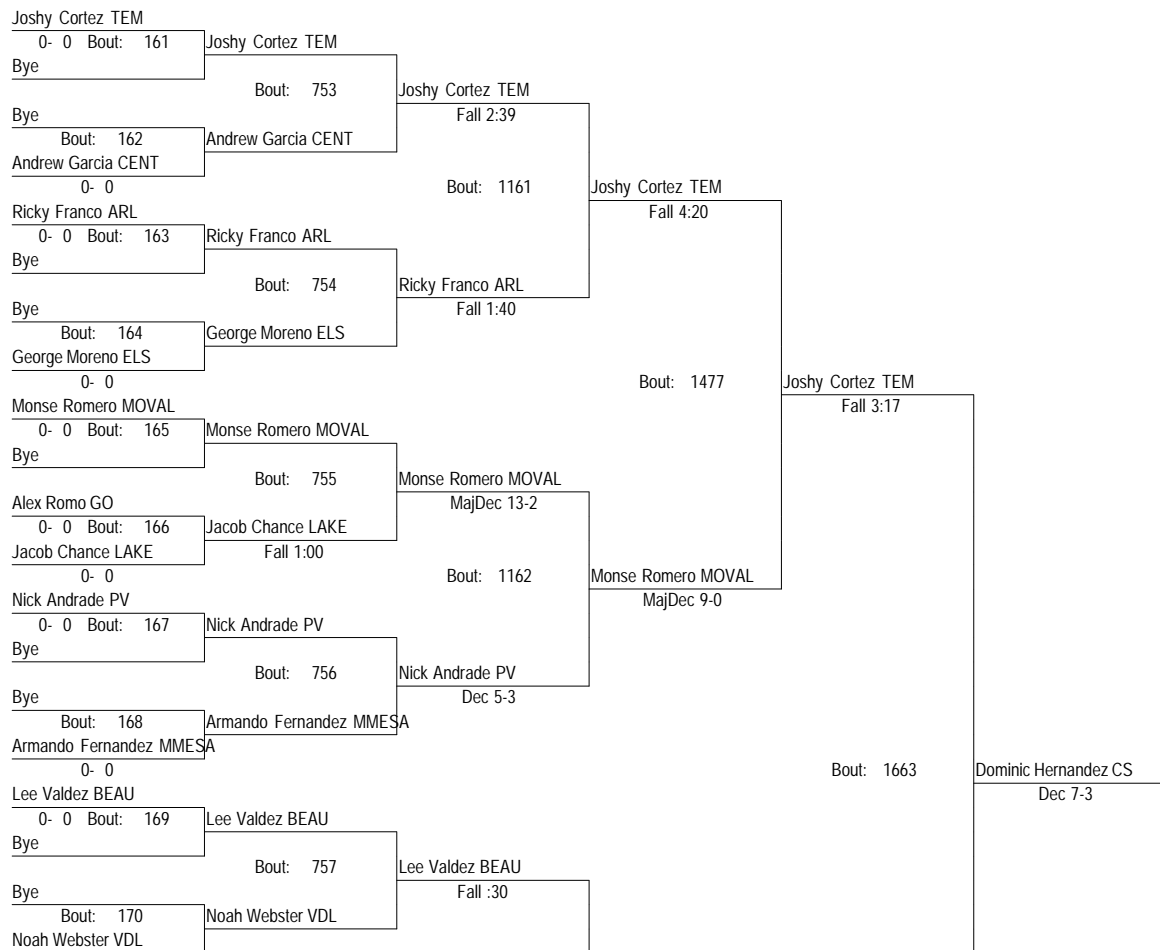 Joshy Cortez TEM
0- 0 Bout: 161 Joshy Cortez TEM
Bye
Bout: 753 Joshy Cortez TEM
Bye Fall 2:39
Bout: 162 Andrew Garcia CENT
Andrew Garcia CENT
0- 0 Bout: 1161 Joshy Cortez TEM
Ricky Franco ARL Fall 4:20
0- 0 Bout: 163 Ricky Franco ARL
Bye
Bout: 754 Ricky Franco ARL
Bye Fall 1:40
Bout: 164 George Moreno ELS
George Moreno ELS
0- 0 Bout: 1477 Joshy Cortez TEM
Monse Romero MOVAL Fall 3:17
0- 0 Bout: 165 Monse Romero MOVAL
Bye
Bout: 755 Monse Romero MOVAL
Alex Romo GO MajDec 13-2
0- 0 Bout: 166 Jacob Chance LAKE
Jacob Chance LAKE Fall 1:00
0- 0 Bout: 1162 Monse Romero MOVAL
Nick Andrade PV MajDec 9-0
0- 0 Bout: 167 Nick Andrade PV
Bye
Bout: 756 Nick Andrade PV
Bye Dec 5-3
Bout: 168 Armando Fernandez MMESA
Armando Fernandez MMESA
0- 0 Bout: 1663 Dominic Hernandez CS
Lee Valdez BEAU Dec 7-3
0- 0 Bout: 169 Lee Valdez BEAU
Bye
Bout: 757 Lee Valdez BEAU
Bye Fall :30
Bout: 170 Noah Webster VDL
Noah Webster VDL